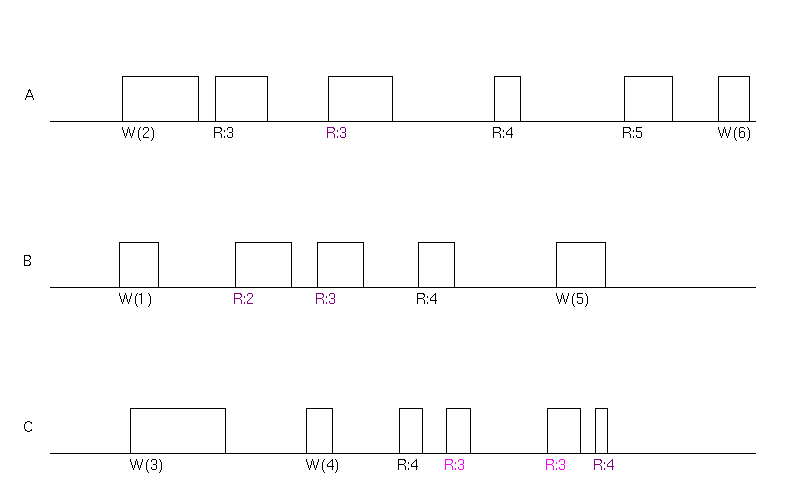 A
W(2) R:3 R:3 R:4 R:5 W(6)
B
W(1) R:2 R:3 R:4 W(5)
C
W(3) W(4) R:4 R:3 R:3 R:4